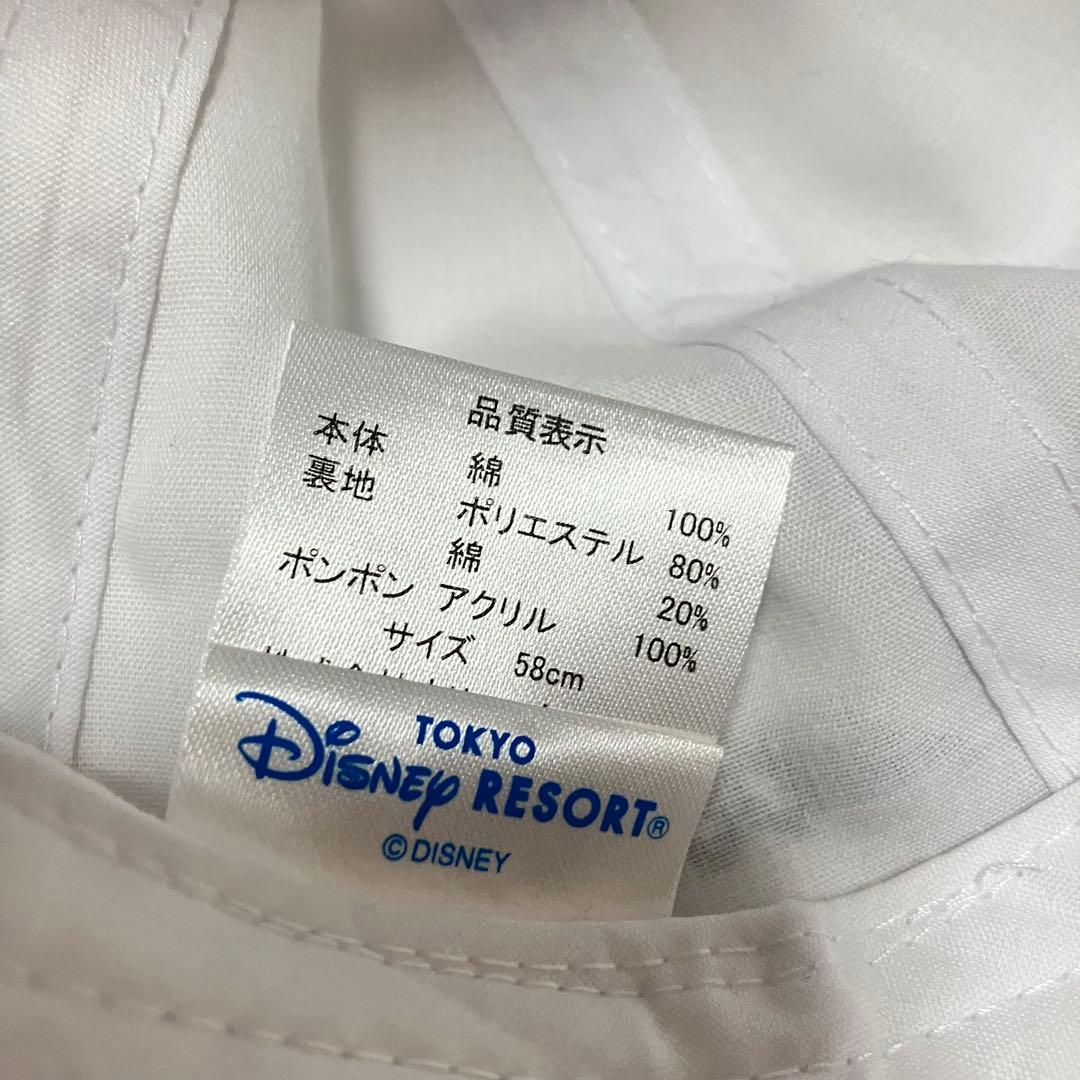 品質表示
本体 綿 100%
裏地 ポリエステル 80%
綿 20%
ポンポン アクリル 100%
サイズ 58cm
TOKYO
DISNEY RESORT®
©DISNEY